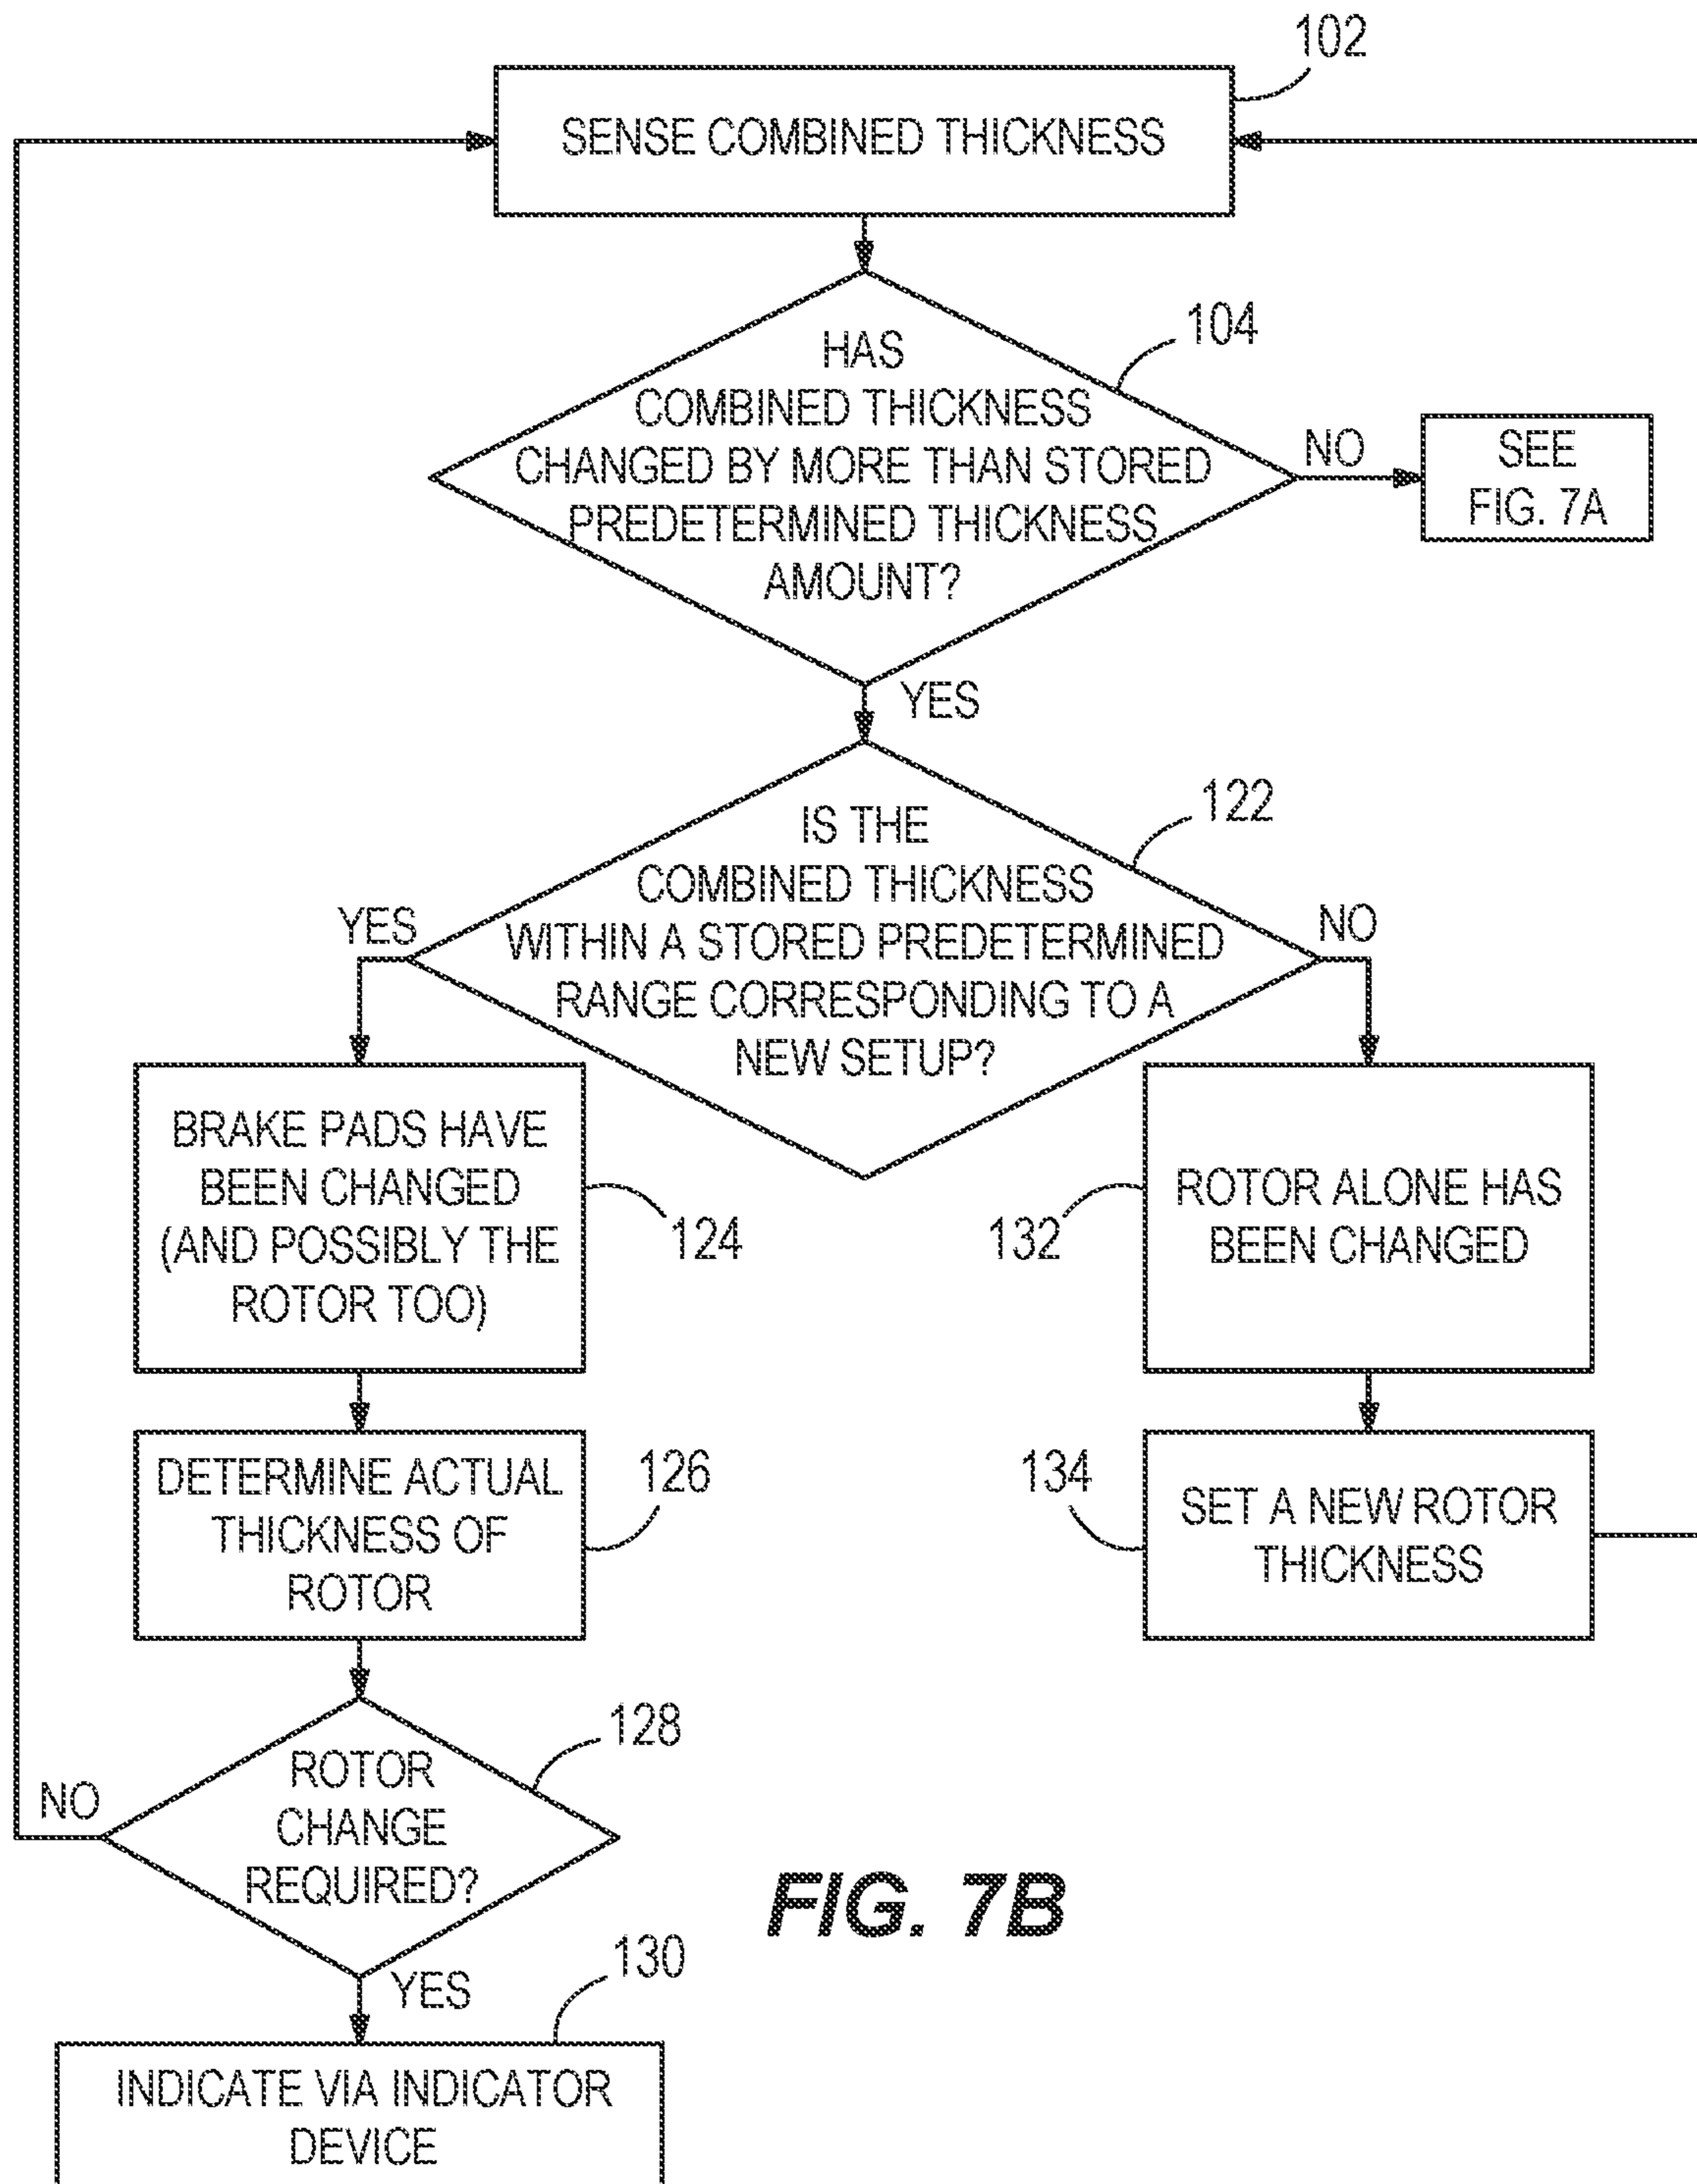 102
SENSE COMBINED THICKNESS
104
HAS
COMBINED THICKNESS
CHANGED BY MORE THAN STORED
PREDETERMINED THICKNESS
AMOUNT?
NO
SEE
FIG. 7A
YES
122
IS THE
COMBINED THICKNESS
WITHIN A STORED PREDETERMINED
RANGE CORRESPONDING TO A
NEW SETUP?
YES
NO
BRAKE PADS HAVE
BEEN CHANGED
(AND POSSIBLY THE
ROTOR TOO)
124
132
ROTOR ALONE HAS
BEEN CHANGED
DETERMINE ACTUAL
THICKNESS OF
ROTOR
126
134
SET A NEW ROTOR
THICKNESS
128
ROTOR
CHANGE
REQUIRED?
NO
YES
FIG. 7B
130
INDICATE VIA INDICATOR
DEVICE